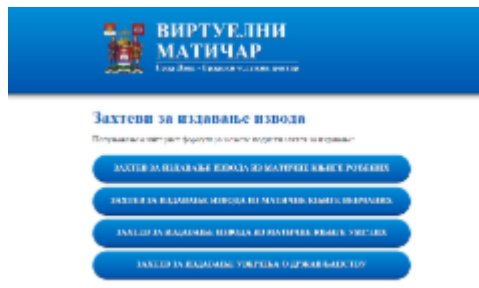 ВИРТУЕЛНИ
МАТИЧАР
Захтеви за издавање извода
ЗАХТЕВ ЗА ИЗДАВАЊЕ ИЗВОДА ИЗ МАТИЧНЕ КЊИГЕ РОЂЕНИХ
ЗАХТЕВ ЗА ИЗДАВАЊЕ ИЗВОДА ИЗ МАТИЧНЕ КЊИГЕ ВЕНЧАНИХ
ЗАХТЕВ ЗА ИЗДАВАЊЕ ИЗВОДА ИЗ МАТИЧНЕ КЊИГЕ УМРЛИХ
ЗАХТЕВ ЗА ИЗДАВАЊЕ УВЕРЕЊА О ДРЖАВЉАНСТВУ